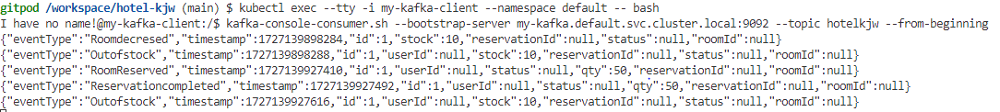 gitpod /workspace/hotel-kjw (main) $ kubectl exec --tty -i my-kafka-client --namespace default -- bash
I have no name!@my-kafka-client:/$ kafka-console-consumer.sh --bootstrap-server my-kafka.default.svc.cluster.local:9092 --topic hotelkjw --from-beginning
{"eventType":"Roomdecresed","timestamp":1727139898284,"id":1,"stock":10,"reservationId":null,"status":null,"roomId":null}
{"eventType":"Outofstock","timestamp":1727139898288,"id":1,"userId":null,"stock":10,"reservationId":null,"status":null,"roomId":null}
{"eventType":"RoomReserved","timestamp":1727139927410,"id":1,"userId":null,"status":null,"qty":50,"reservationId":null,"roomId":null}
{"eventType":"Reservationcompleted","timestamp":1727139927492,"id":1,"userId":null,"status":null,"qty":50,"reservationId":null,"roomId":null}
{"eventType":"Outofstock","timestamp":1727139927616,"id":1,"userId":null,"stock":10,"reservationId":null,"status":null,"roomId":null}